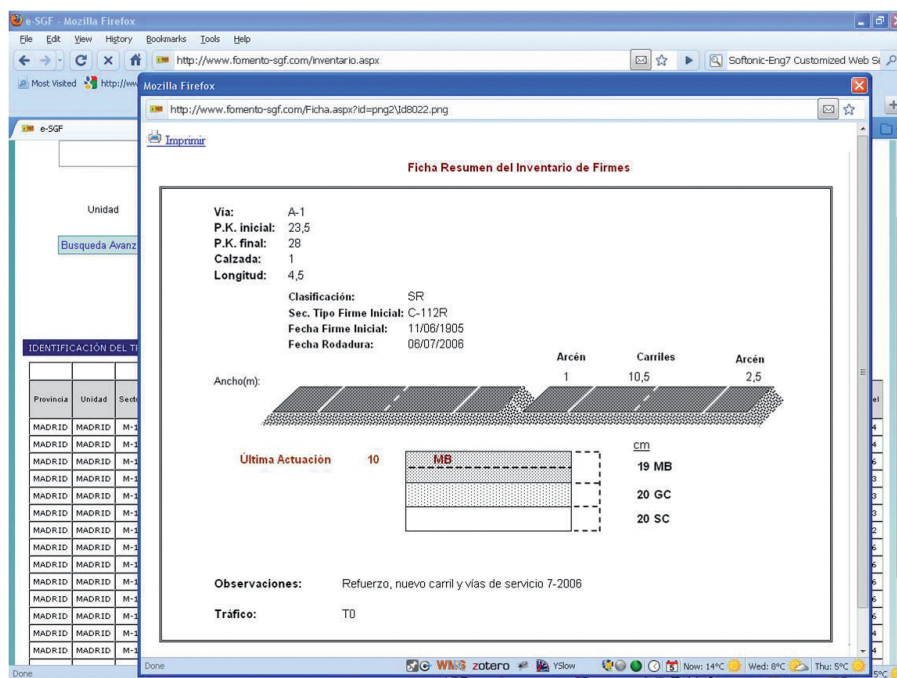 e-SGF - Mozilla Firefox
File Edit View History Bookmarks Tools Help
http://www.fomento-sgf.com/inventario.aspx
Softonic-Eng7 Customized Web
Most Visited
e-SGF
Unidad
Busqueda Avanz
Provincia Unidad
MADRID MADRID M-1
MADRID MADRID M-1
MADRID MADRID M-1
MADRID MADRID M-1
MADRID MADRID M-1
MADRID MADRID M-1
MADRID MADRID M-1
MADRID MADRID M-1
MADRID MADRID M-1
MADRID MADRID M-1
MADRID MADRID M-1
MADRID MADRID M-1
MADRID MADRID M-1
MADRID MADRID M-1
Done
Mozilla Firefox
http://www.fomento-sgf.com/Ficha.aspx?id=png2\Id8022.png
Imprimir
Ficha Resumen del Inventario de Firmes
Vía: A-1
P.K. inicial: 23,5
P.K. final: 28
Calzada: 1
Longitud: 4,5
Clasificación: SR
Sec. Tipo Firme Inicial: C-112R
Fecha Firme Inicial: 11/06/1905
Fecha Rodadura: 06/07/2006
Arcén Carriles Arcén
Ancho(m): 1 10,5 2,5
cm
Última Actuación 10 MB 19 MB
20 GC
20 SC
Observaciones: Refuerzo, nuevo carril y vías de servicio 7-2006
Tráfico: T0
Done WMS zotero YSlow Now: 14ºC Wed: 8ºC Thu: 5ºC